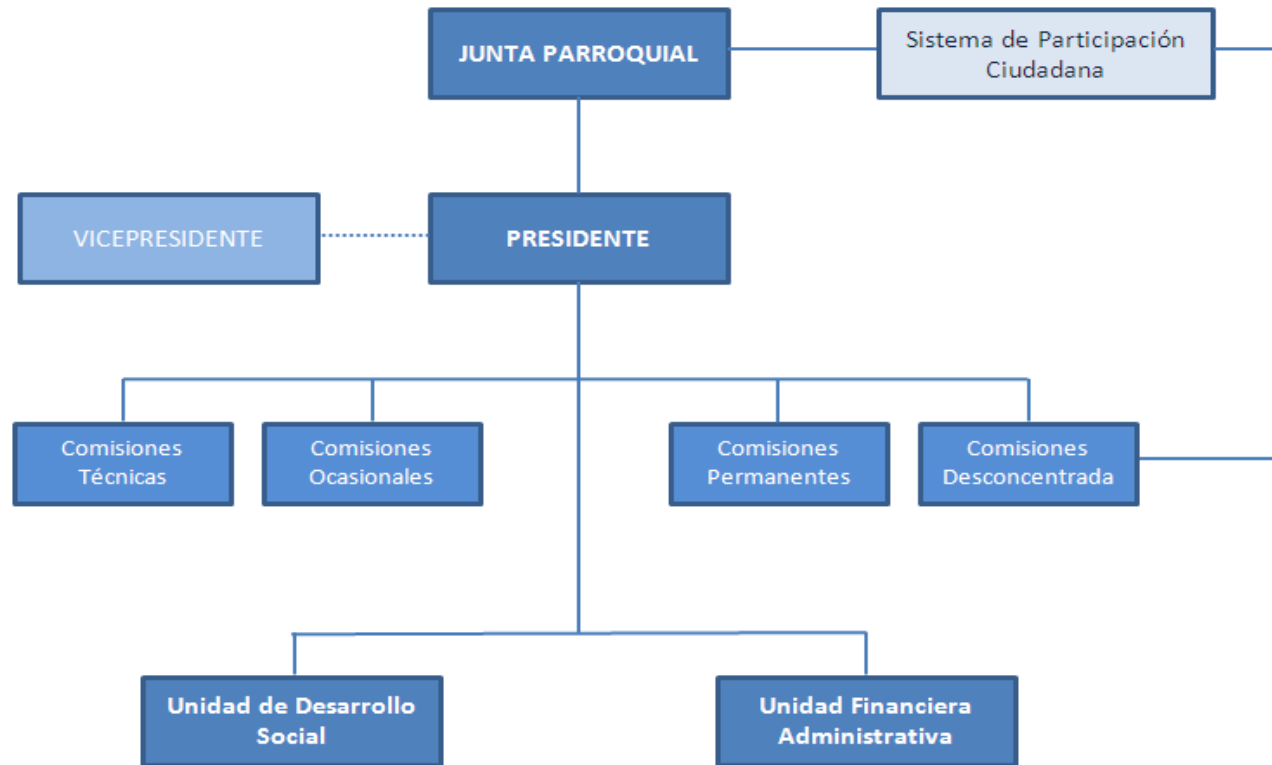 JUNTA PARROQUIAL
Sistema de Participación
Ciudadana
VICEPRESIDENTE
PRESIDENTE
Comisiones
Técnicas
Comisiones
Ocasionales
Comisiones
Permanentes
Comisiones
Desconcentrada
Unidad de Desarrollo
Social
Unidad Financiera
Administrativa